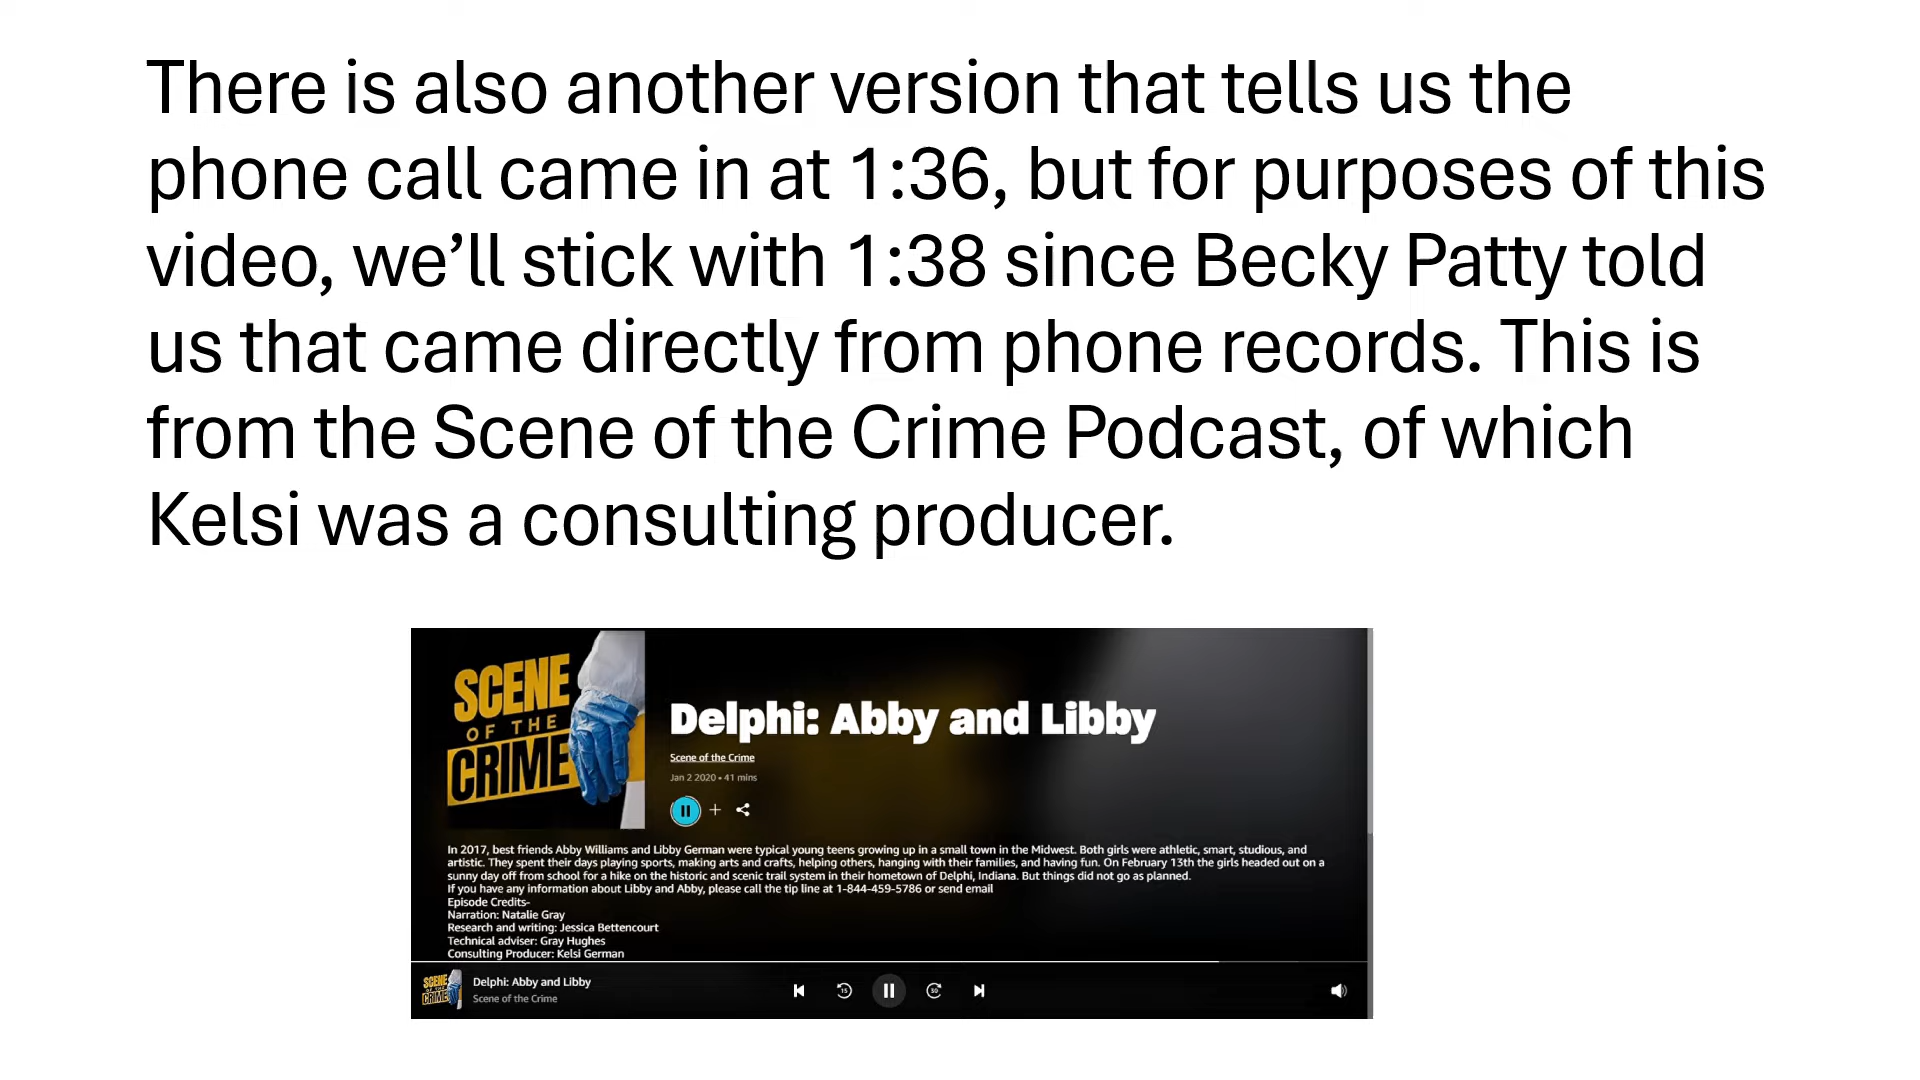 There is also another version that tells us the
phone call came in at 1:36, but for purposes of this
video, we’ll stick with 1:38 since Becky Patty told
us that came directly from phone records. This is
from the Scene of the Crime Podcast, of which
Kelsi was a consulting producer.
SCENE
OF THE
CRIME
Delphi: Abby and Libby
Scene of the Crime
Jan 2 2020 • 41 mins
In 2017, best friends Abby Williams and Libby German were typical young teens growing up in a small town in the Midwest. Both girls were athletic, smart, studious, and
artistic. They spent their days playing sports, making arts and crafts, helping others, hanging with their families, and having fun. On February 13th the girls headed out on a
sunny day off from school for a hike on the historic and scenic trail system in their hometown of Delphi, Indiana. But things did not go as planned.
If you have any information about Libby and Abby, please call the tip line at 1-844-459-5786 or send email
Episode Credits-
Narration: Natalie Gray
Research and writing: Jessica Bettencourt
Technical adviser: Gray Hughes
Consulting Producer: Kelsi German
SCENE
OF THE
CRIME
Delphi: Abby and Libby
Scene of the Crime
15
30